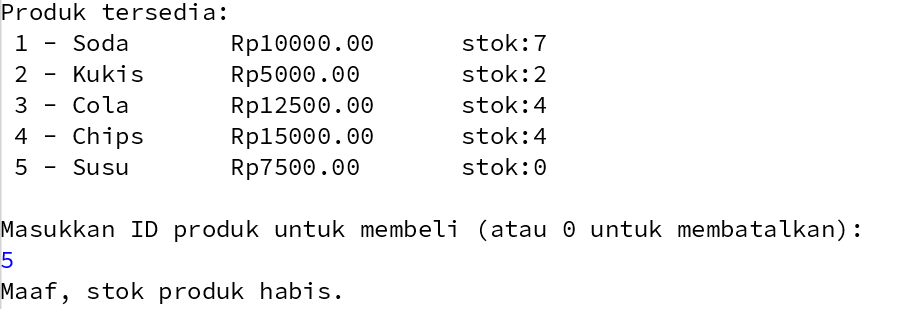 Produk tersedia:
1 - Soda Rp10000.00 stok:7
2 - Kukis Rp5000.00 stok:2
3 - Cola Rp12500.00 stok:4
4 - Chips Rp15000.00 stok:4
5 - Susu Rp7500.00 stok:0
Masukkan ID produk untuk membeli (atau 0 untuk membatalkan):
5
Maaf, stok produk habis.